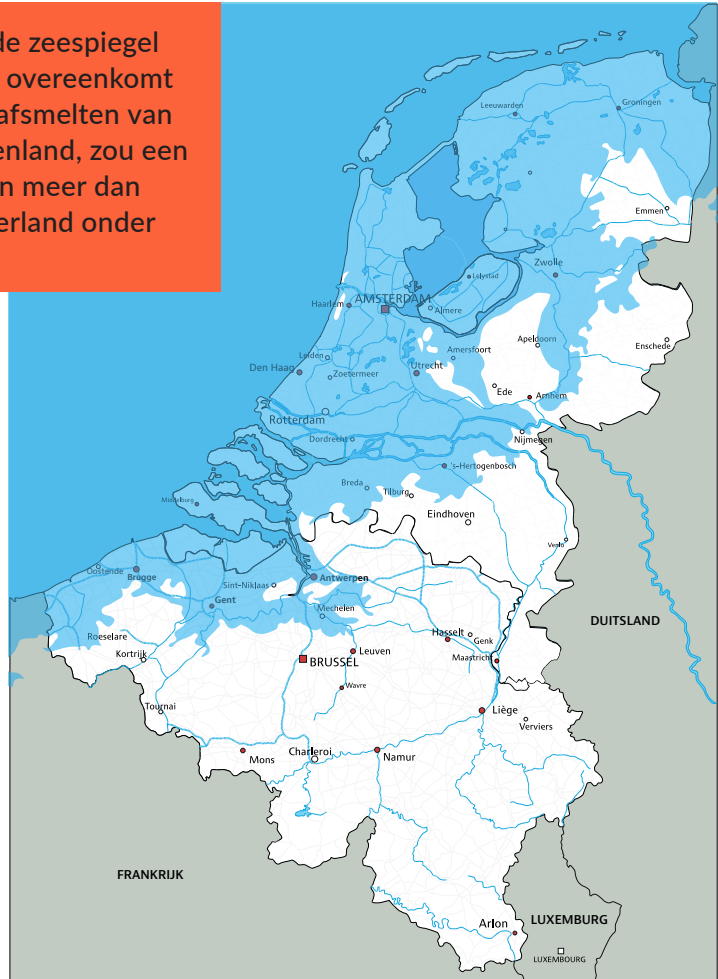 de zeespiegel
overeenkomt
afsmelten van
enland, zou een
n meer dan
erland onder
Leeuwarden
Groningen
Emmen
Zwolle
Lelystad
Haarlem
AMSTERDAM
Almere
Apeldoorn
Enschede
Leiden
Amersfoort
Den Haag
Zoetermeer
Utrecht
Ede
Arnhem
Rotterdam
Dordrecht
Nijmegen
's-Hertogenbosch
Breda
Tilburg
Middelburg
Eindhoven
Venlo
Oostende
Brugge
Sint-Niklaas
Antwerpen
Gent
Mechelen
DUITSLAND
Roeselare
Hasselt
Genk
Kortrijk
Leuven
BRUSSEL
Maastricht
Wavre
Tournai
Liège
Verviers
Charleroi
Mons
Namur
FRANKRIJK
Arlon
LUXEMBURG
LUXEMBOURG